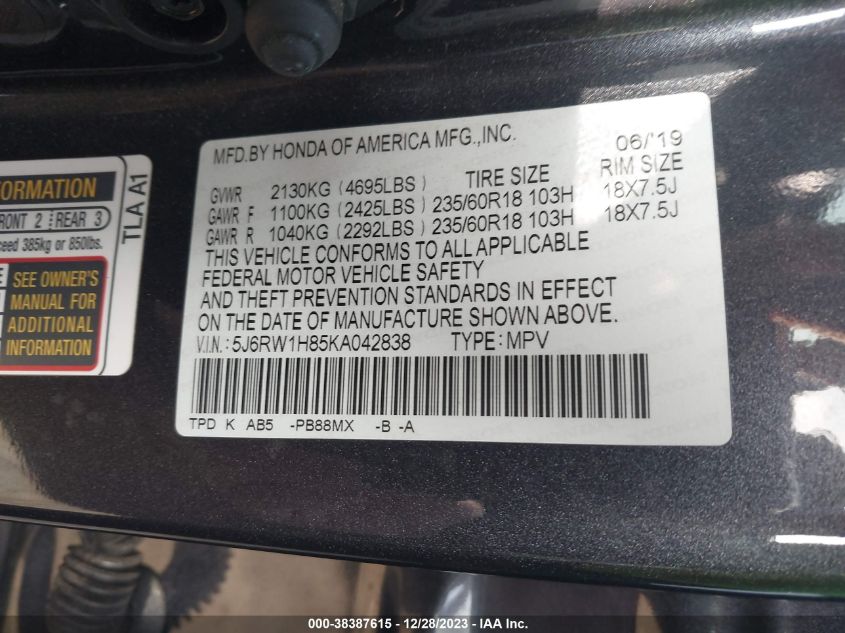 MFD.BY HONDA OF AMERICA MFG.,INC. 06/'19
GVWR 2130KG (4695LBS) TIRE SIZE RIM SIZE
GAWR F 1100KG (2425LBS) 235/60R18 103H 18X7.5J
GAWR R 1040KG (2292LBS) 235/60R18 103H 18X7.5J
THIS VEHICLE CONFORMS TO ALL APPLICABLE
FEDERAL MOTOR VEHICLE SAFETY
AND THEFT PREVENTION STANDARDS IN EFFECT
ON THE DATE OF MANUFACTURE SHOWN ABOVE.
V.I.N.: 5J6RW1H85KA042838 TYPE: MPV
TPD K AB5 -PB88MX -B -A
TLA A1
FRONT 2 REAR 3
385kg or 850lbs.
SEE OWNER'S
MANUAL FOR
ADDITIONAL
INFORMATION
000-38387615 - 12/28/2023 - IAA Inc.